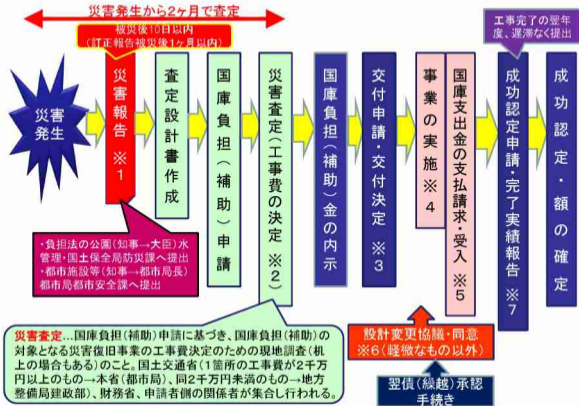 災害発生から2ヶ月で査定
被災後10日以内
(訂正報告被災後1ヶ月以内)
工事完了の翌年
度、遅滞なく提出
災害
発生
災害報告 ※1
査定設計書作成
国庫負担(補助)申請
災害査定(工事費の決定 ※2)
国庫負担(補助)金の内示
交付申請・交付決定 ※3
事業の実施 ※4
国庫支出金の支払請求・受入 ※5
成功認定申請・完了実績報告 ※7
成功認定・額の確定
・負担法の公園(知事→大臣)水
管理・国土保全局防災課へ提出
・都市施設等(知事→都市局長)
都市局都市安全課へ提出
災害査定…国庫負担(補助)申請に基づき、国庫負担(補助)の
対象となる災害復旧事業の工事費決定のための現地調査(机
上の場合もある)のこと。国土交通省(1箇所の工事費が2千万
円以上のもの→本省(都市局)、同2千万円未満のもの→地方
整備局建政部)、財務省、申請者側の関係者が集合し行われる。
設計変更協議・同意
※6(軽微なもの以外)
翌債(繰越)承認
手続き